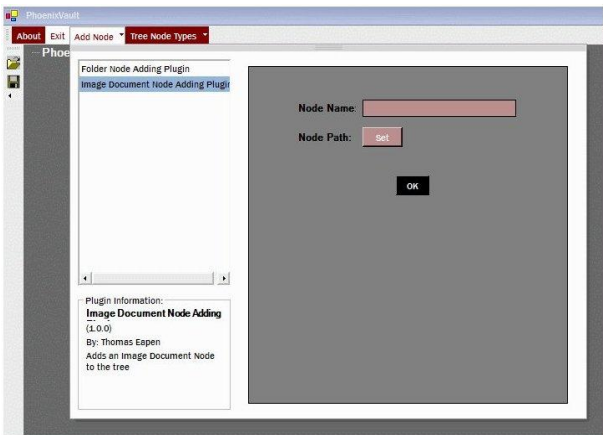 PhoenixVault
About Exit Add Node Tree Node Types
Phoe
Folder Node Adding Plugin
Image Document Node Adding Plugin
Node Name:
Node Path: Set
OK
Plugin Information:
Image Document Node Adding
(1.0.0)
By: Thomas Eapen
Adds an Image Document Node
to the tree